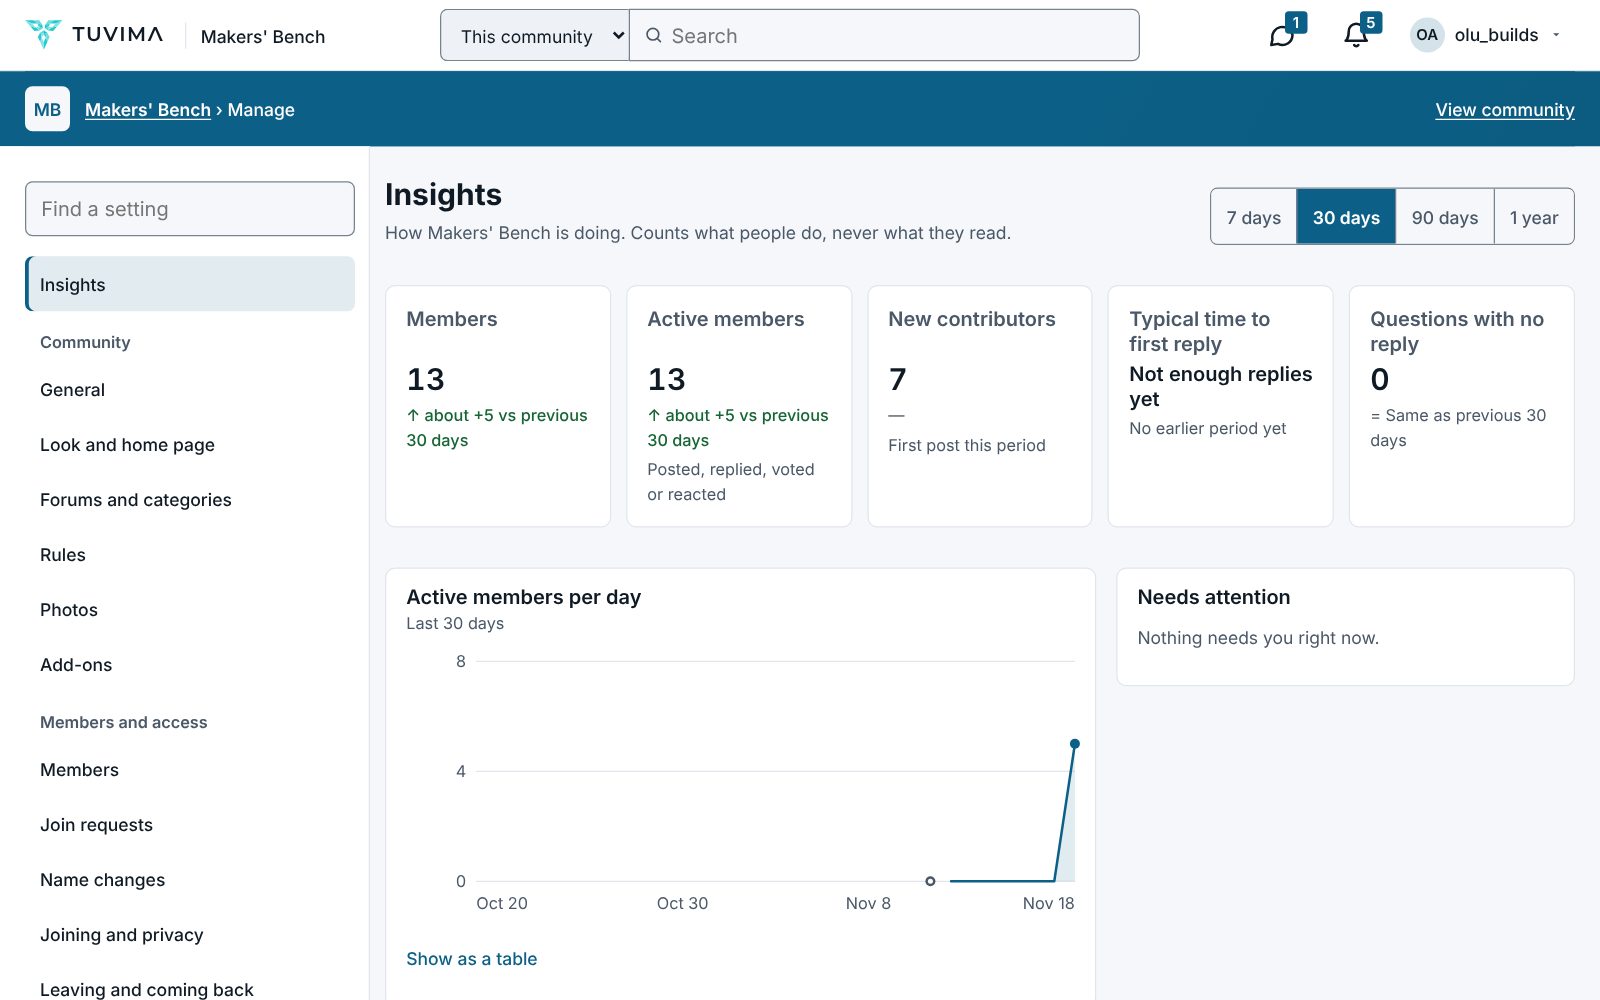 TUVIMA
Makers' Bench
This community
Search
1
5
OA
olu_builds
MB
Makers' Bench › Manage
View community
Find a setting
Insights
Community
General
Look and home page
Forums and categories
Rules
Photos
Add-ons
Members and access
Members
Join requests
Name changes
Joining and privacy
Leaving and coming back
Insights
How Makers' Bench is doing. Counts what people do, never what they read.
7 days
30 days
90 days
1 year
Members
13
↑ about +5 vs previous
30 days
Active members
13
↑ about +5 vs previous
30 days
Posted, replied, voted
or reacted
New contributors
7
—
First post this period
Typical time to
first reply
Not enough replies
yet
No earlier period yet
Questions with no
reply
0
= Same as previous 30
days
Active members per day
Last 30 days
8
4
0
Oct 20
Oct 30
Nov 8
Nov 18
Show as a table
Needs attention
Nothing needs you right now.